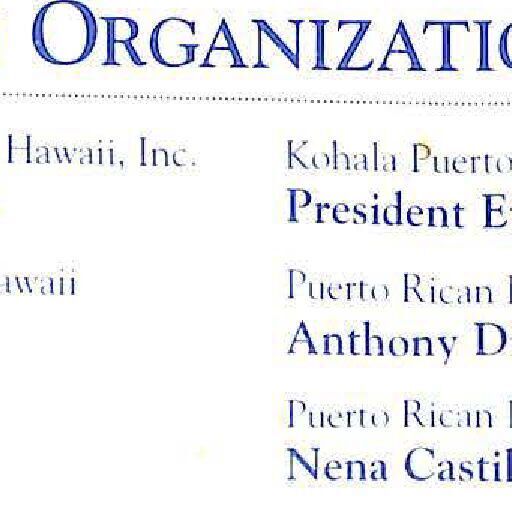 ORGANIZATIO
Hawaii, Inc.
Kohala Puerto
President E
awaii
Puerto Rican
Anthony D
Puerto Rican
Nena Castil